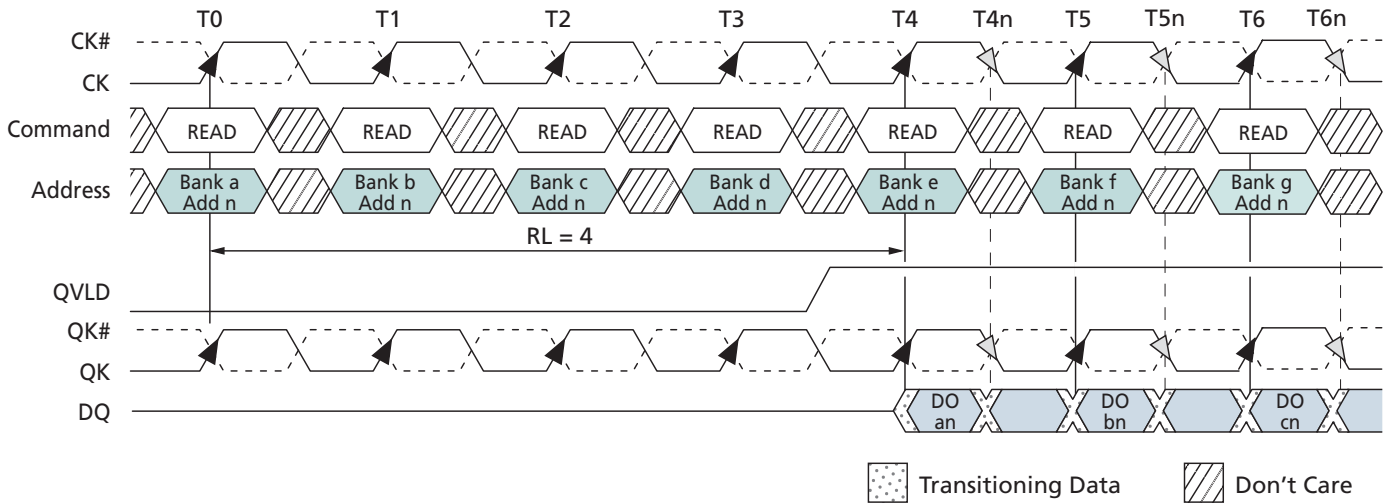 T0 T1 T2 T3 T4 T4n T5 T5n T6 T6n
CK#
CK
Command READ READ READ READ READ READ READ
Address Bank a Bank b Bank c Bank d Bank e Bank f Bank g
Add n Add n Add n Add n Add n Add n Add n
RL = 4
QVLD
QK#
QK
DQ DO DO DO
an bn cn
Transitioning Data Don't Care